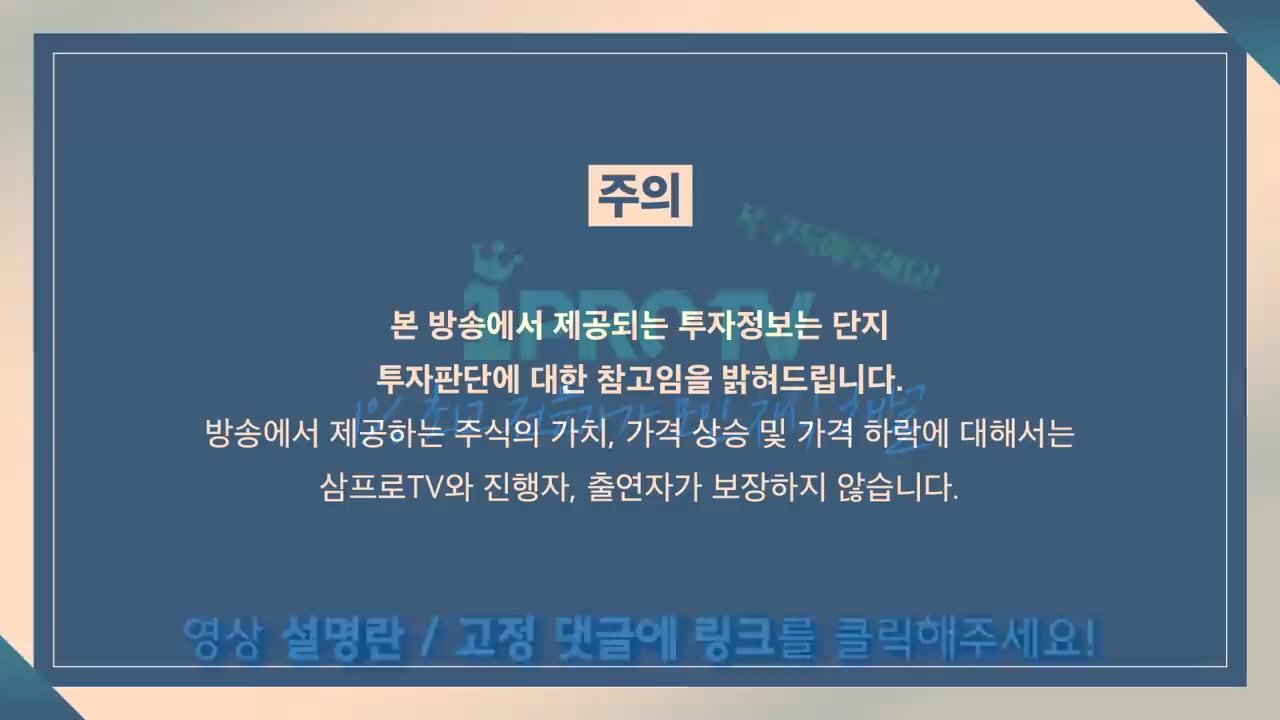 주의
본 방송에서 제공되는 투자정보는 단지
투자판단에 대한 참고임을 밝혀드립니다.
방송에서 제공하는 주식의 가치, 가격 상승 및 가격 하락에 대해서는
삼프로TV와 진행자, 출연자가 보장하지 않습니다.
영상 설명란 / 고정 댓글에 링크를 클릭해주세요!